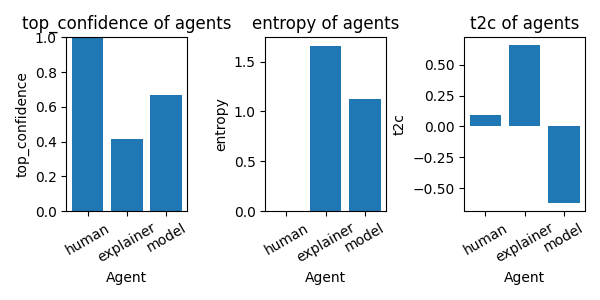 top_confidence of agents
top_confidence
1.0
0.8
0.6
0.4
0.2
0.0
human
explainer
model
Agent
entropy of agents
entropy
1.5
1.0
0.5
0.0
human
explainer
model
Agent
t2c of agents
t2c
0.50
0.25
0.00
−0.25
−0.50
human
explainer
model
Agent